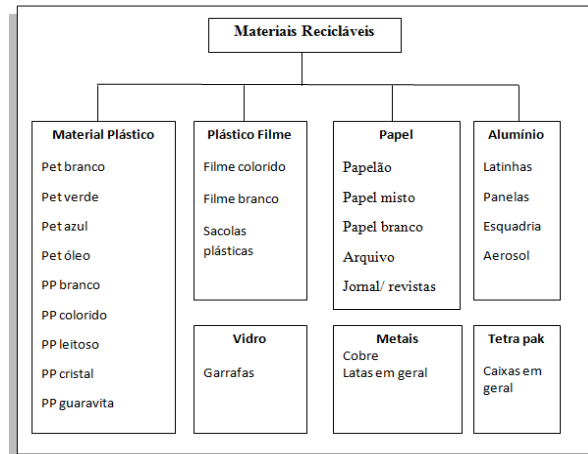 Materiais Recicláveis
Material Plástico
Pet branco
Pet verde
Pet azul
Pet óleo
PP branco
PP colorido
PP leitoso
PP cristal
PP guaravita
Plástico Filme
Filme colorido
Filme branco
Sacolas
plásticas
Papel
Papelão
Papel misto
Papel branco
Arquivo
Jornal/ revistas
Alumínio
Latinhas
Panelas
Esquadria
Aerosol
Vidro
Garrafas
Metais
Cobre
Latas em geral
Tetra pak
Caixas em
geral